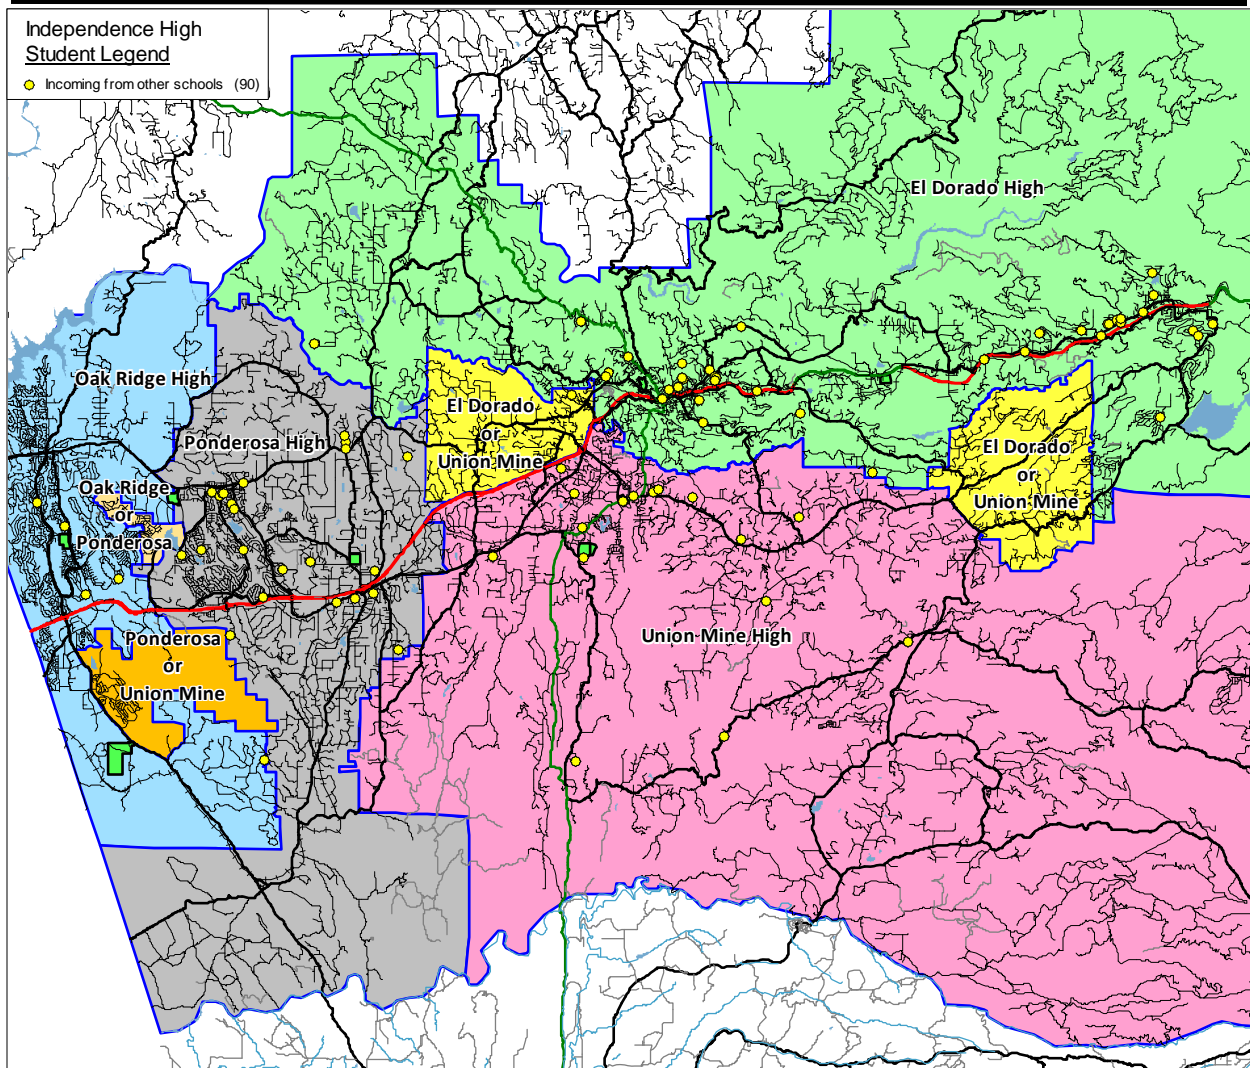 Independence High
Student Legend
Incoming from other schools (90)
El Dorado High
Oak Ridge High
El Dorado
or
Union Mine
Ponderosa High
El Dorado
or
Union Mine
Oak Ridge
or
Ponderosa
Union Mine High
Ponderosa
or
Union Mine